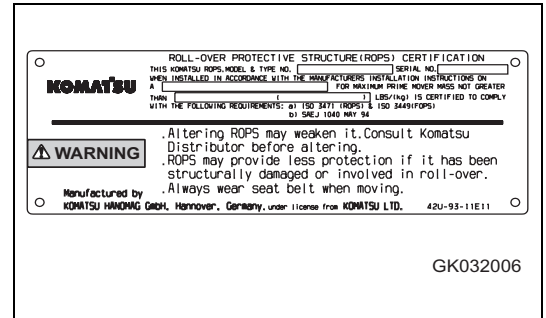 ROLL-OVER PROTECTIVE STRUCTURE(ROPS) CERTIFICATION
THIS KOMATSU ROPS.MODEL & TYPE NO. SERIAL NO.
WHEN INSTALLED IN ACCORDANCE WITH THE MANUFACTURERS INSTALLATION INSTRUCTIONS ON
KOMATSU
A FOR MAXIMUM PRIME MOVER MASS NOT GREATER
THAN ( ) LBS/(kg) IS CERTIFIED TO COMPLY
WITH THE FOLLOWING REQUIREMENTS: a) ISO 3471 (ROPS) & ISO 3449(FOPS)
b) SAEJ 1040 MAY 94
WARNING
.Altering ROPS may weaken it.Consult Komatsu
Distributor before altering.
.ROPS may provide less protection if it has been
structurally damaged or involved in roll-over.
.Always wear seat belt when moving.
Manufactured by
KOMATSU HANOMAG GmbH, Hannover, Germany, under license from KOMATSU LTD. 42U-93-11E11
GK032006